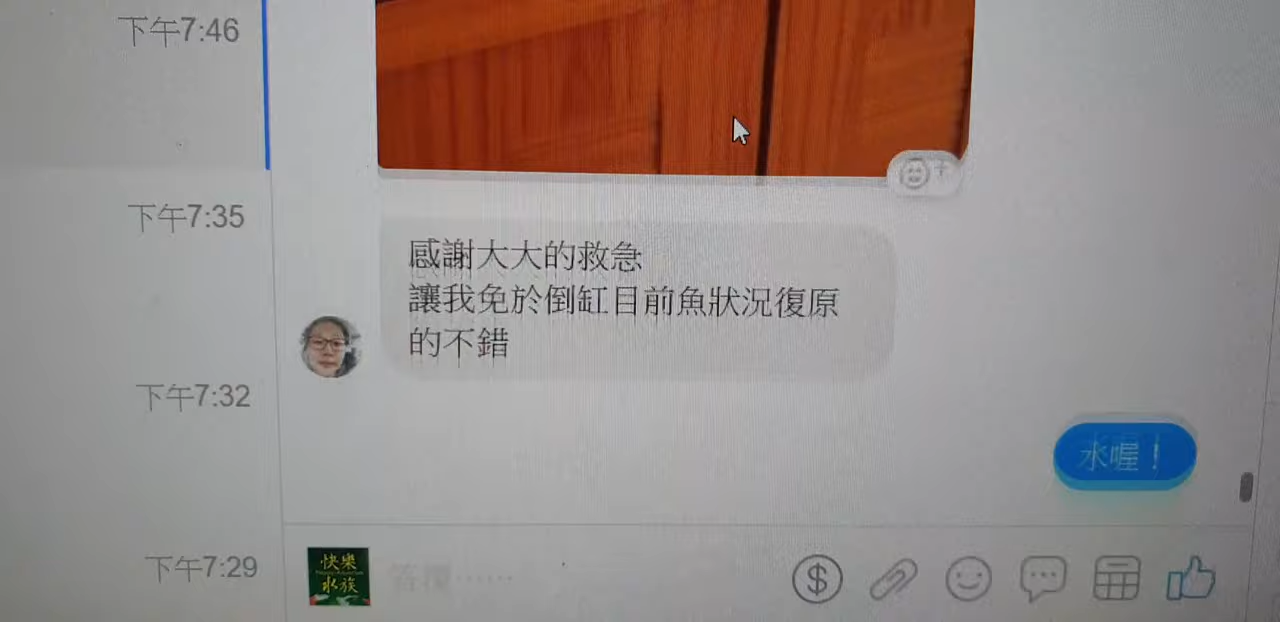 下午7:46
下午7:35
感謝大大的救急
讓我免於倒缸目前魚狀況復原
的不錯
下午7:32
水喔！
下午7:29
快樂
水族
答覆……